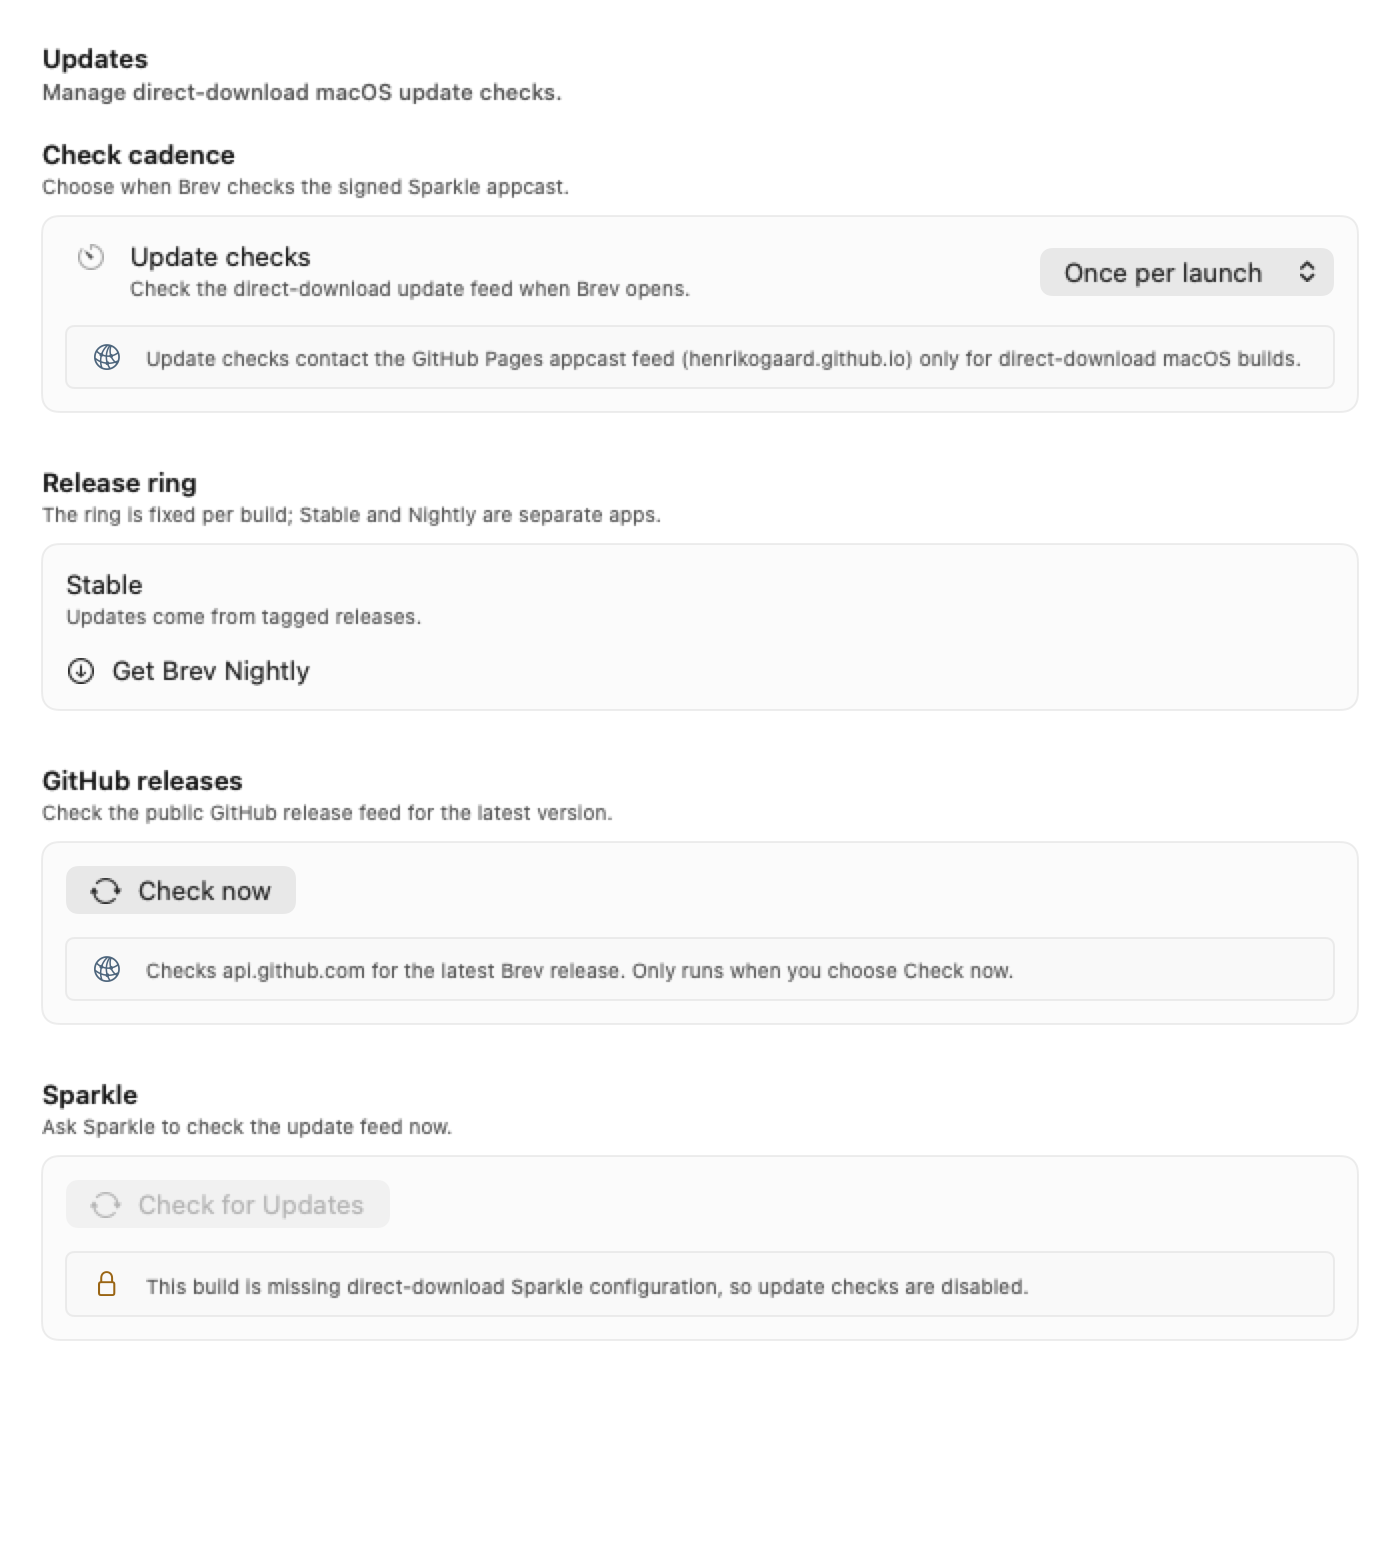 Updates
Manage direct-download macOS update checks.
Check cadence
Choose when Brev checks the signed Sparkle appcast.
Update checks
Check the direct-download update feed when Brev opens.
Once per launch
Update checks contact the GitHub Pages appcast feed (henrikogaard.github.io) only for direct-download macOS builds.
Release ring
The ring is fixed per build; Stable and Nightly are separate apps.
Stable
Updates come from tagged releases.
Get Brev Nightly
GitHub releases
Check the public GitHub release feed for the latest version.
Check now
Checks api.github.com for the latest Brev release. Only runs when you choose Check now.
Sparkle
Ask Sparkle to check the update feed now.
Check for Updates
This build is missing direct-download Sparkle configuration, so update checks are disabled.